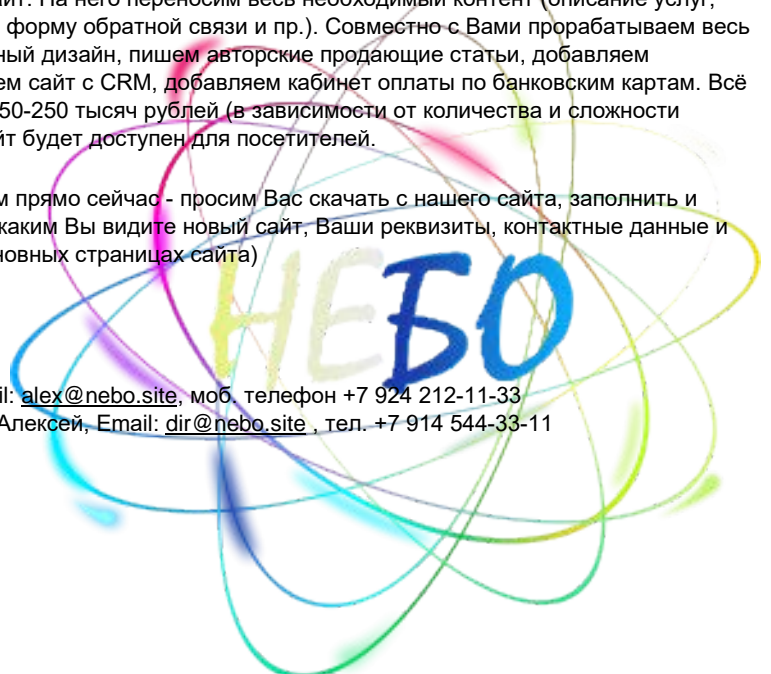 айт. На него переносим весь необходимый контент (описание услуг,
форму обратной связи и пр.). Совместно с Вами прорабатываем весь
ный дизайн, пишем авторские продающие статьи, добавляем
ем сайт с CRM, добавляем кабинет оплаты по банковским картам. Всё
50-250 тысяч рублей (в зависимости от количества и сложности
йт будет доступен для посетителей.
м прямо сейчас - просим Вас скачать с нашего сайта, заполнить и
каким Вы видите новый сайт, Ваши реквизиты, контактные данные и
новных страницах сайта)
НЕБО
il: alex@nebo.site, моб. телефон +7 924 212-11-33
Алексей, Email: dir@nebo.site , тел. +7 914 544-33-11